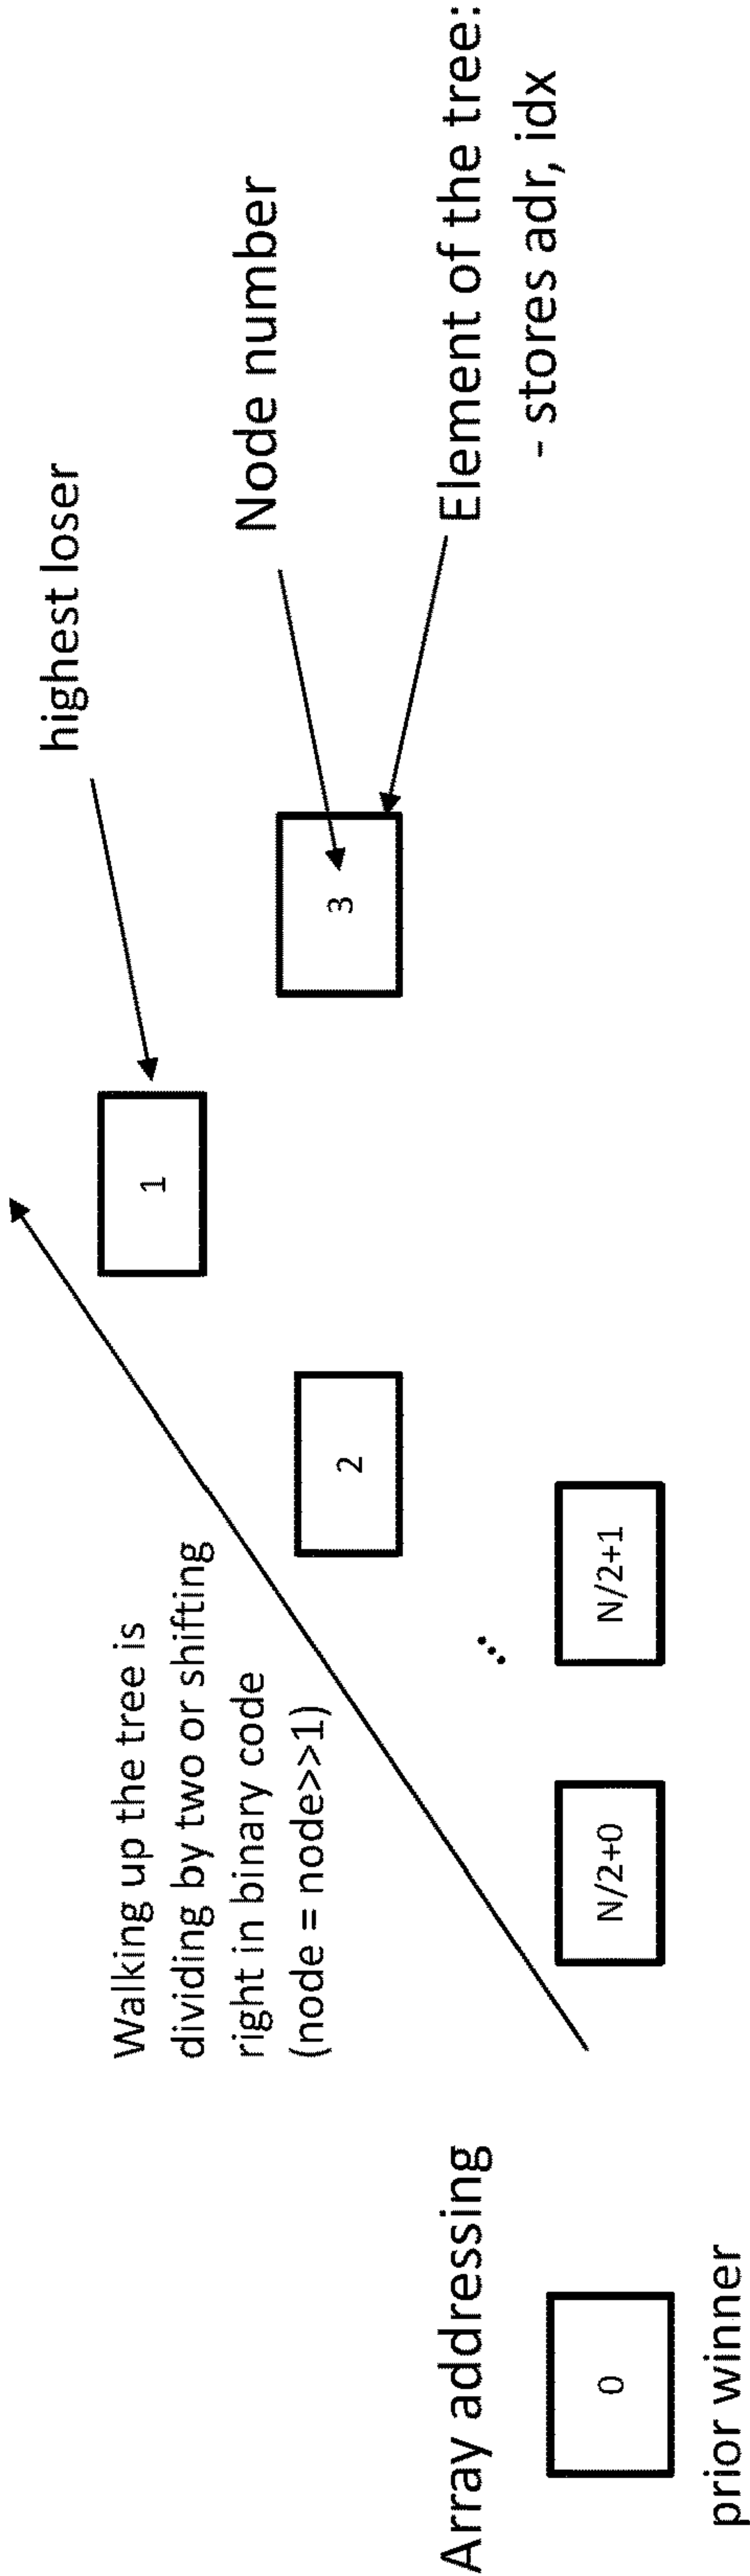 highest loser
Walking up the tree is
dividing by two or shifting
right in binary code
(node = node>>1)
1
Node number
2
3
Array addressing
Element of the tree:
- stores adr, idx
...
0
N/2+0
N/2+1
prior winner